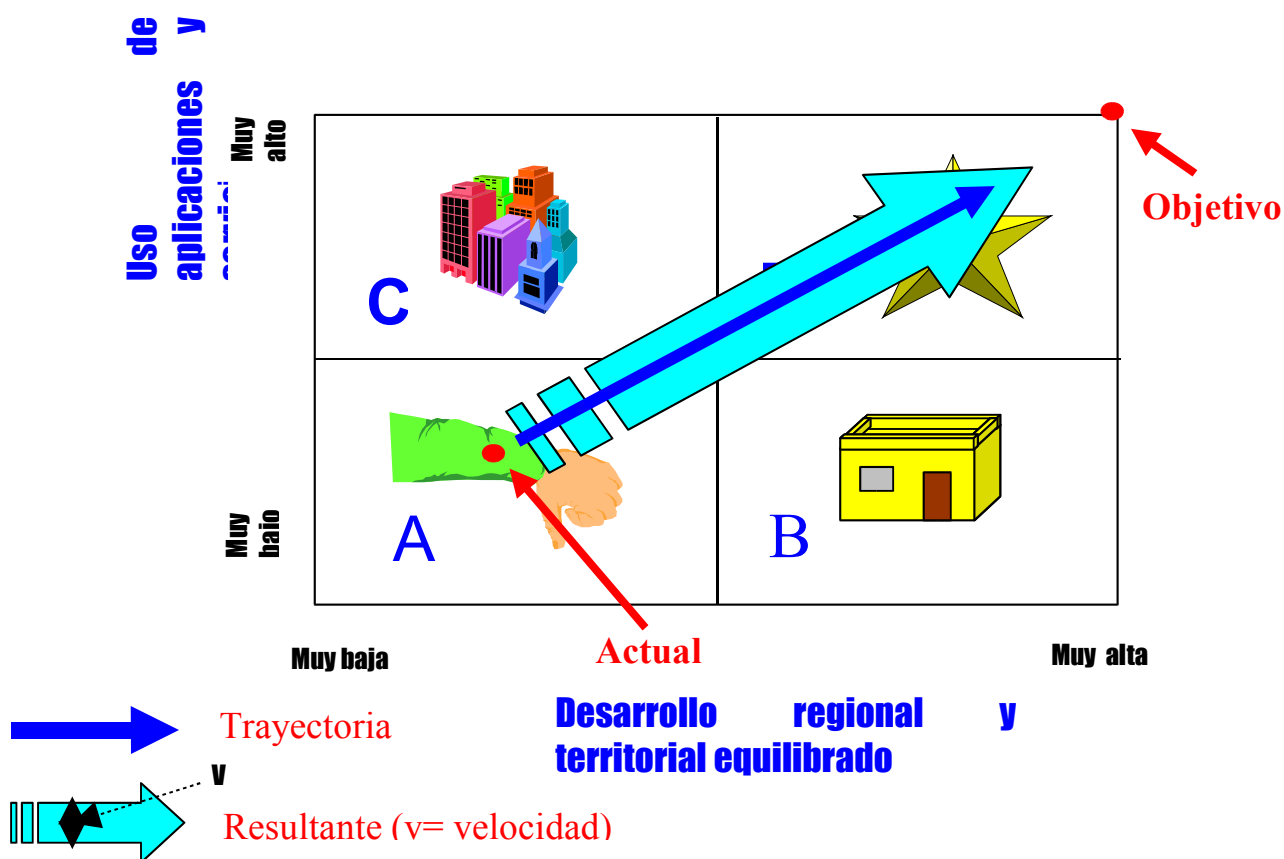 Uso de
aplicaciones y
Muy
alto
Objetivo
C
A
B
Muy
bajo
Muy baja
Actual
Muy alta
Trayectoria
Desarrollo regional y
territorial equilibrado
v
Resultante (v= velocidad)